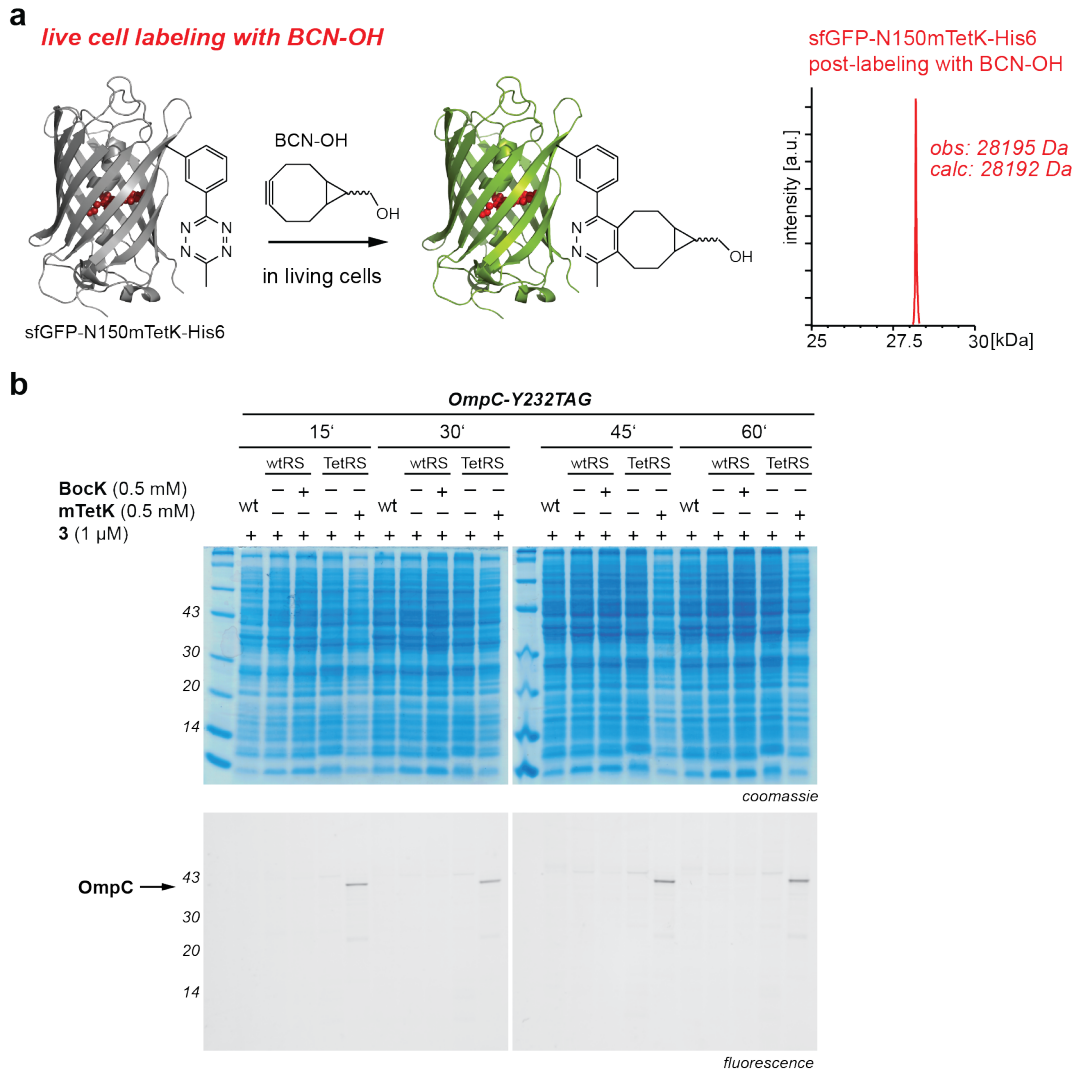 a
live cell labeling with BCN-OH
sfGFP-N150mTetK-His6
post-labeling with BCN-OH
BCN-OH
OH
in living cells
N
N
N
N
sfGFP-N150mTetK-His6
N
N
OH
intensity [a.u.]
obs: 28195 Da
calc: 28192 Da
25 27.5 30[kDa]
b
OmpC-Y232TAG
15‘ 30‘ 45‘ 60‘
wtRS TetRS wtRS TetRS wtRS TetRS wtRS TetRS
BocK (0.5 mM) − + − − − + − − − + − − − + − −
wt wt wt wt
mTetK (0.5 mM) − − − + − − − + − − − + − − − +
3 (1 µM) + + + + + + + + + + + + + + + + + + + +
43
30
20
14
coomassie
OmpC
43
30
20
14
fluorescence